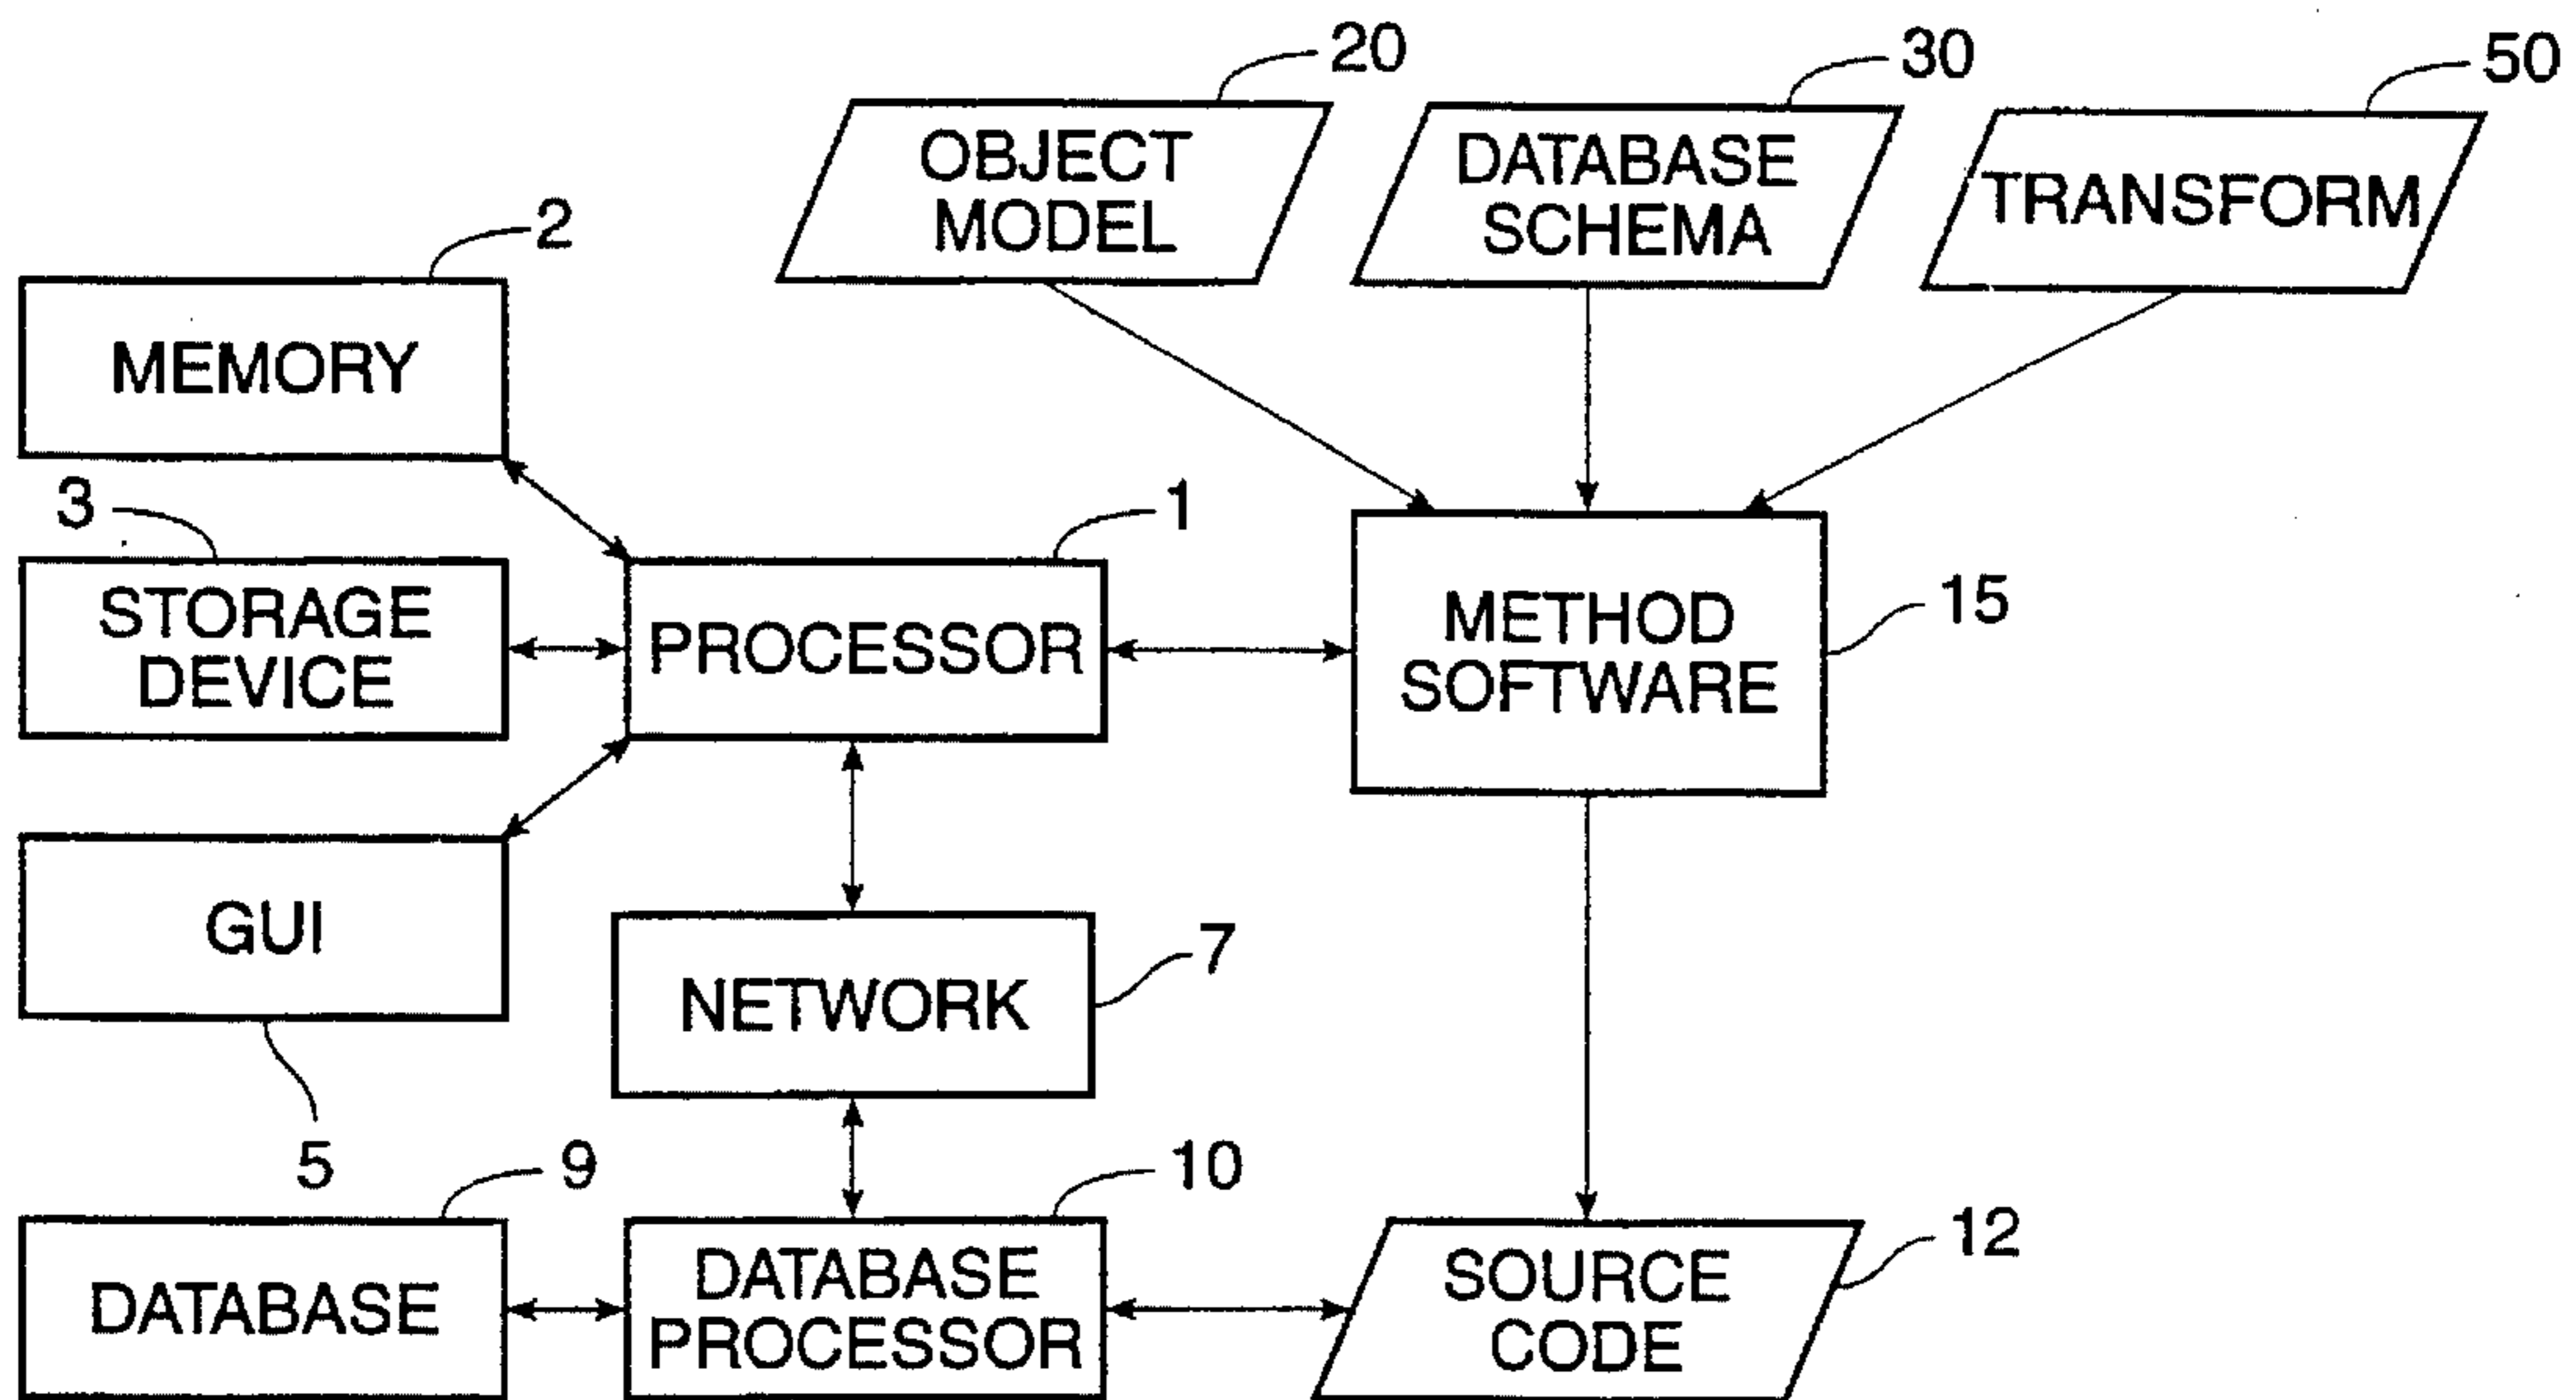 20
30
50
OBJECT
MODEL
DATABASE
SCHEMA
TRANSFORM
2
MEMORY
3
STORAGE
DEVICE
1
PROCESSOR
METHOD
SOFTWARE
15
GUI
5
NETWORK
7
9
DATABASE
10
DATABASE
PROCESSOR
SOURCE
CODE
12